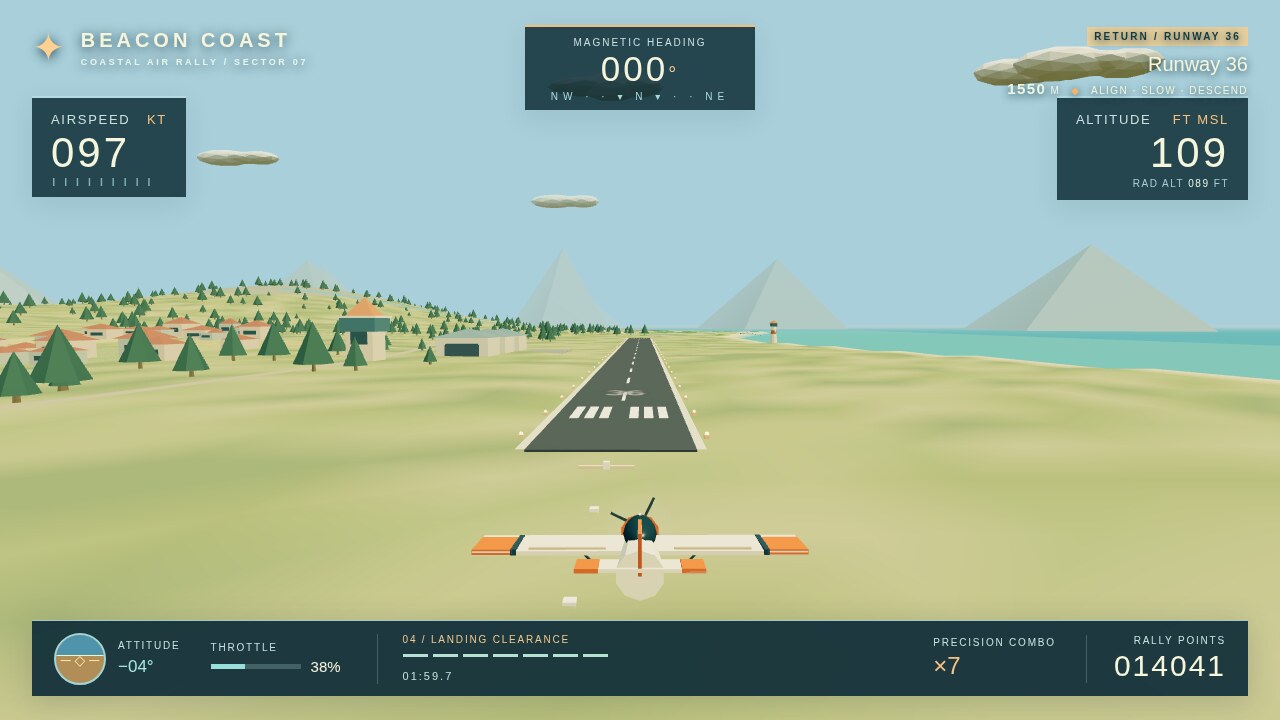 BEACON COAST
COASTAL AIR RALLY / SECTOR 07
MAGNETIC HEADING
000°
NW · · ▾ N ▾ · · NE
RETURN / RUNWAY 36
Runway 36
1550 M ◆ ALIGN · SLOW · DESCEND
AIRSPEED KT
097
ALTITUDE FT MSL
109
RAD ALT 089 FT
36
ATTITUDE
−04°
THROTTLE
38%
04 / LANDING CLEARANCE
01:59.7
PRECISION COMBO
×7
RALLY POINTS
014041